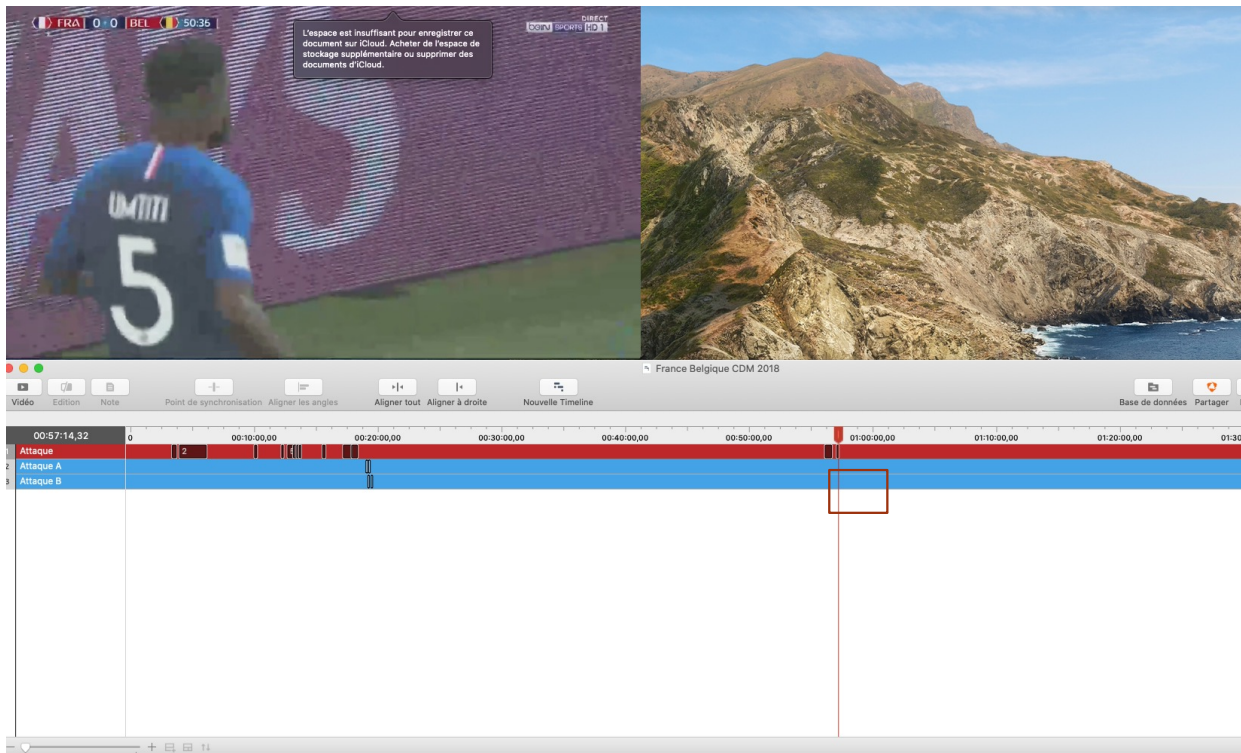 FRA 0 - 0 BEL 50:36
DIRECT
beIN SPORTS HD 1
L'espace est insuffisant pour enregistrer ce
document sur iCloud. Acheter de l'espace de
stockage supplémentaire ou supprimer des
documents d'iCloud.
UMTITI
5
France Belgique CDM 2018
Vidéo Edition Note Point de synchronisation Aligner les angles Aligner tout Aligner à droite Nouvelle Timeline Base de données Partager
00:57:14,32 0 00:10:00,00 00:20:00,00 00:30:00,00 00:40:00,00 00:50:00,00 01:00:00,00 01:10:00,00 01:20:00,00 01:30
1 Attaque 2
2 Attaque A
3 Attaque B